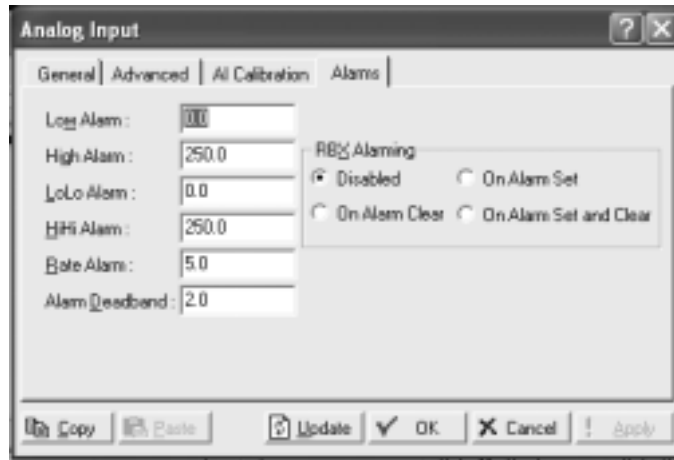 Analog Input
General Advanced AI Calibration Alarms
Low Alarm : 0.0
High Alarm : 250.0
LoLo Alarm : 0.0
HiHi Alarm : 250.0
Rate Alarm : 5.0
Alarm Deadband : 2.0
RBX Alarming
Disabled On Alarm Set
On Alarm Clear On Alarm Set and Clear
Copy Paste Update OK Cancel ! Apply